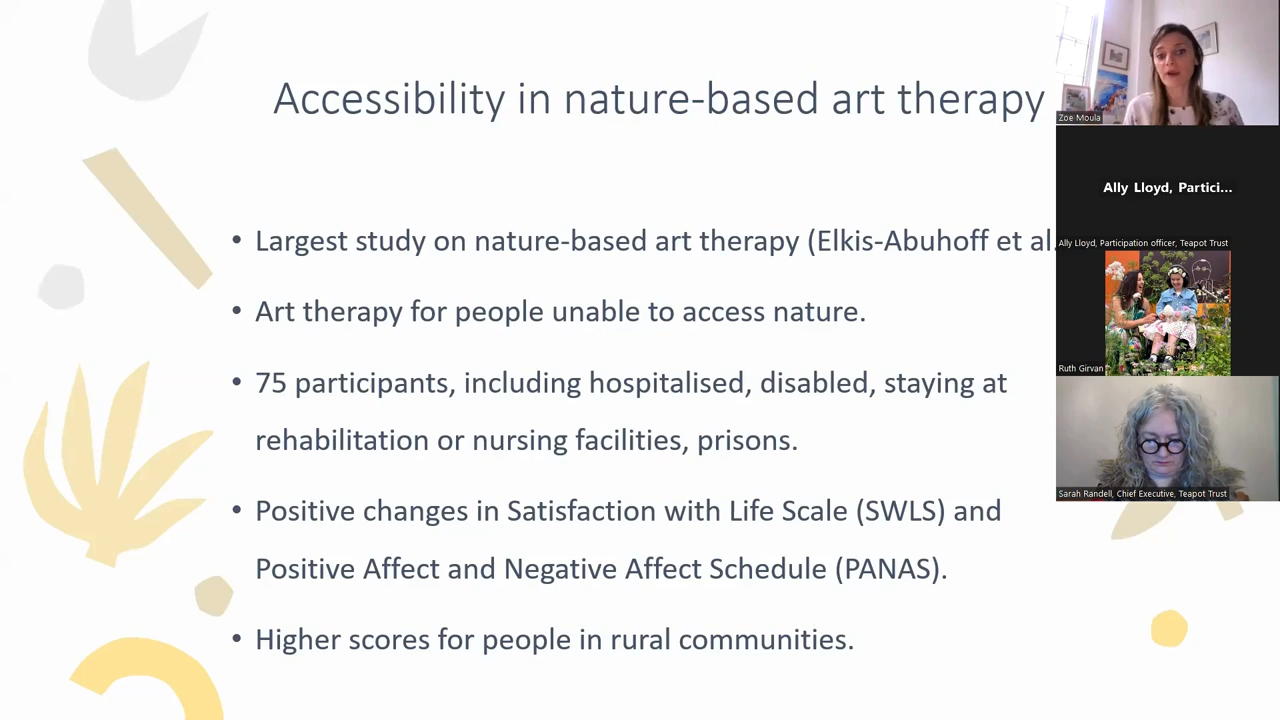 Accessibility in nature-based art therapy
• Largest study on nature-based art therapy (Elkis-Abuhoff et al.
• Art therapy for people unable to access nature.
• 75 participants, including hospitalised, disabled, staying at
rehabilitation or nursing facilities, prisons.
• Positive changes in Satisfaction with Life Scale (SWLS) and
Positive Affect and Negative Affect Schedule (PANAS).
• Higher scores for people in rural communities.
Zoe Moula
Ally Lloyd, Partici...
Ally Lloyd, Participation officer, Teapot Trust
Ruth Girvan
Sarah Randell, Chief Executive, Teapot Trust